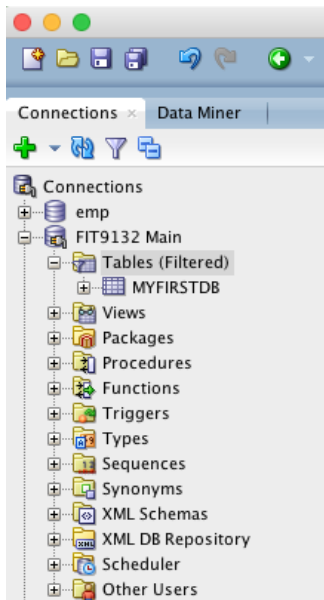 Connections
Data Miner
Connections
emp
FIT9132 Main
Tables (Filtered)
MYFIRSTDB
Views
Packages
Procedures
Functions
Triggers
Types
Sequences
Synonyms
XML Schemas
XML DB Repository
Scheduler
Other Users